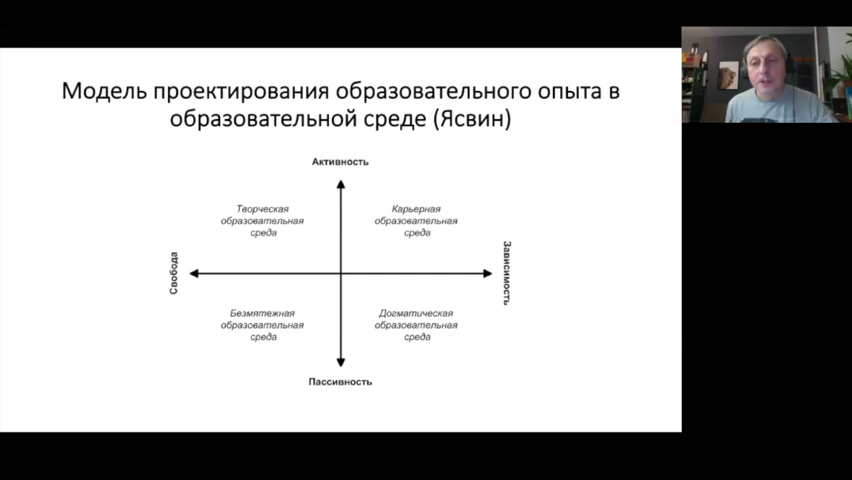 Модель проектирования образовательного опыта в
образовательной среде (Ясвин)
Активность
Творческая
образовательная
среда
Карьерная
образовательная
среда
Свобода
Зависимость
Безмятежная
образовательная
среда
Догматическая
образовательная
среда
Пассивность